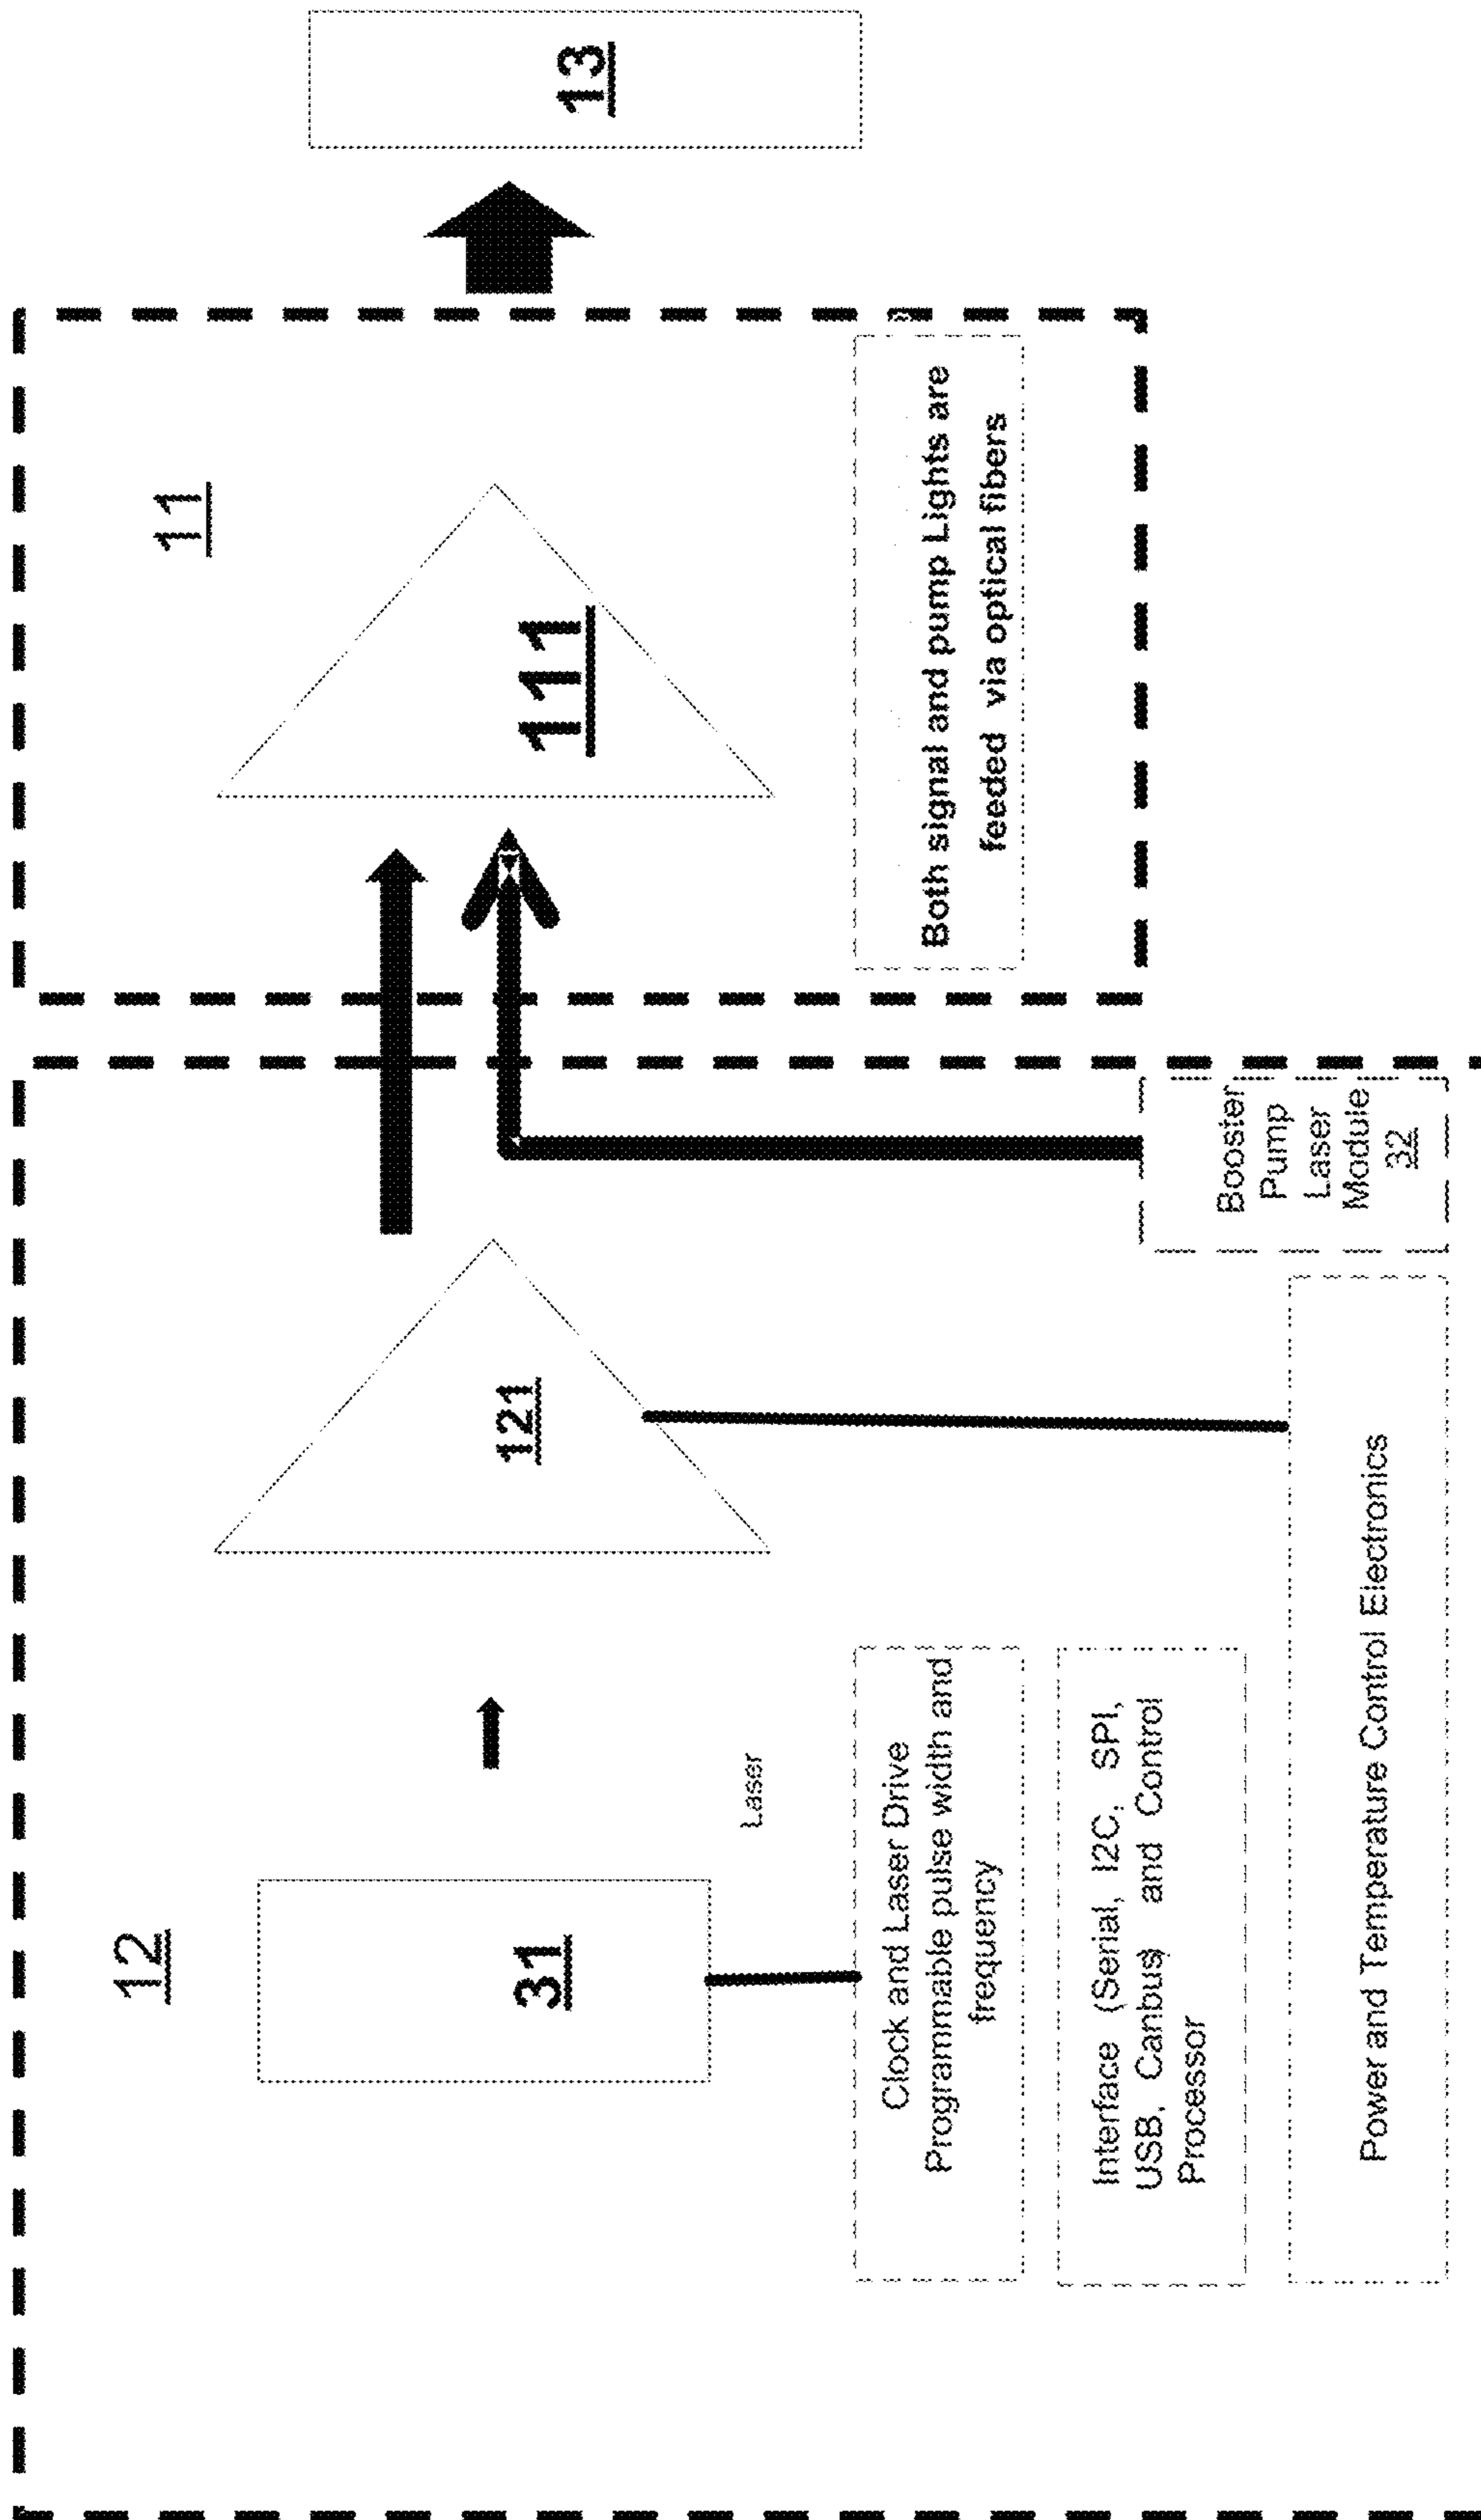 12
31
Laser
121
Clock and Laser Drive
Programmable pulse width and
frequency
Interface (Serial, I2C, SPI,
USB, Canbus) and Control
Processor
Power and Temperature Control Electronics
Booster
Pump
Laser
Module
32
11
111
Both signal and pump Lights are
feeded via optical fibers
13